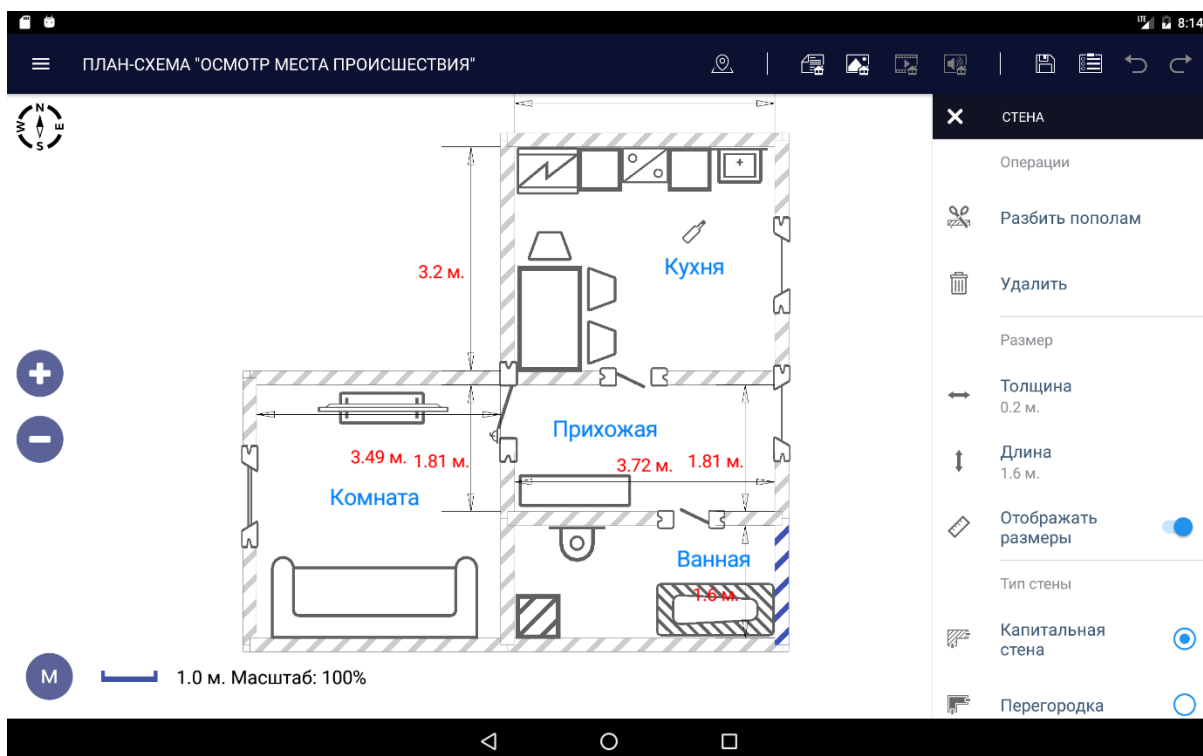 LTE 8:14
ПЛАН-СХЕМА "ОСМОТР МЕСТА ПРОИСШЕСТВИЯ"
N
W E
S
СТЕНА
Операции
Разбить пополам
Удалить
Размер
Толщина
0.2 м.
Длина
1.6 м.
Отображать
размеры
Тип стены
Капитальная
стена
Перегородка
3.2 м.
Кухня
Прихожая
3.49 м. 1.81 м.
3.72 м. 1.81 м.
Комната
Ванная
1.6 м.
М
1.0 м. Масштаб: 100%